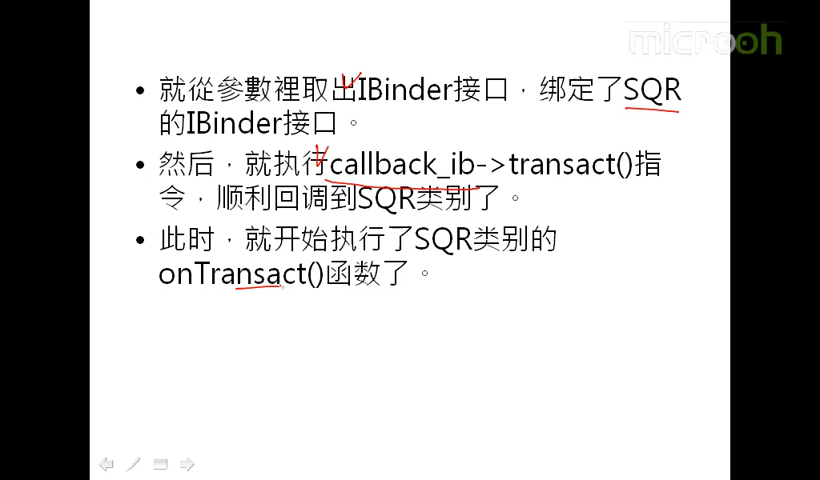 microoh
• 就從參數裡取出IBinder接口，绑定了SQR
的IBinder接口。
• 然后，就执行callback_ib->transact()指
令，顺利回调到SQR类别了。
• 此时，就开始执行了SQR类别的
onTransact()函数了。